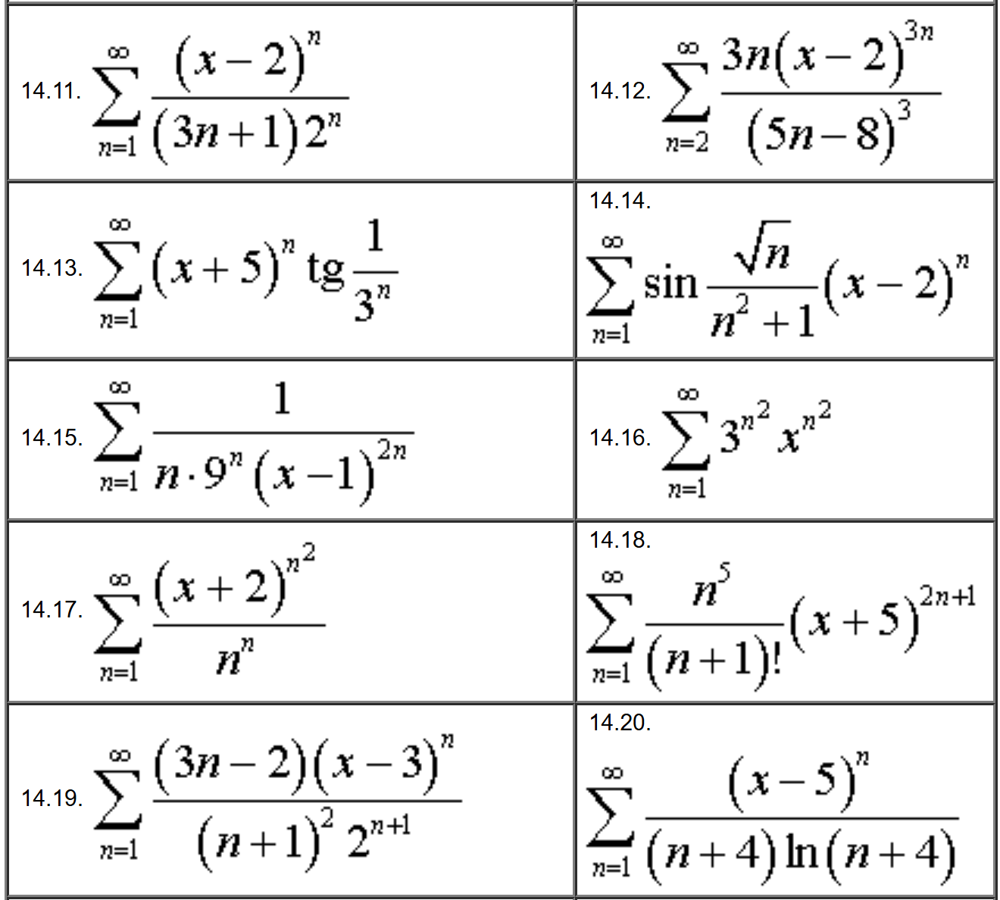 14.11. $\sum_{n=1}^{\infty} \frac{(x-2)^n}{(3n+1)2^n}$
14.12. $\sum_{n=2}^{\infty} \frac{3n(x-2)^{3n}}{(5n-8)^3}$
14.13. $\sum_{n=1}^{\infty} (x+5)^n \text{tg} \frac{1}{3^n}$
14.14. $\sum_{n=1}^{\infty} \sin \frac{\sqrt{n}}{n^2+1} (x-2)^n$
14.15. $\sum_{n=1}^{\infty} \frac{1}{n \cdot 9^n (x-1)^{2n}}$
14.16. $\sum_{n=1}^{\infty} 3^{n^2} x^{n^2}$
14.17. $\sum_{n=1}^{\infty} \frac{(x+2)^{n^2}}{n^n}$
14.18. $\sum_{n=1}^{\infty} \frac{n^5}{(n+1)!} (x+5)^{2n+1}$
14.19. $\sum_{n=1}^{\infty} \frac{(3n-2)(x-3)^n}{(n+1)^2 2^{n+1}}$
14.20. $\sum_{n=1}^{\infty} \frac{(x-5)^n}{(n+4)\ln(n+4)}$